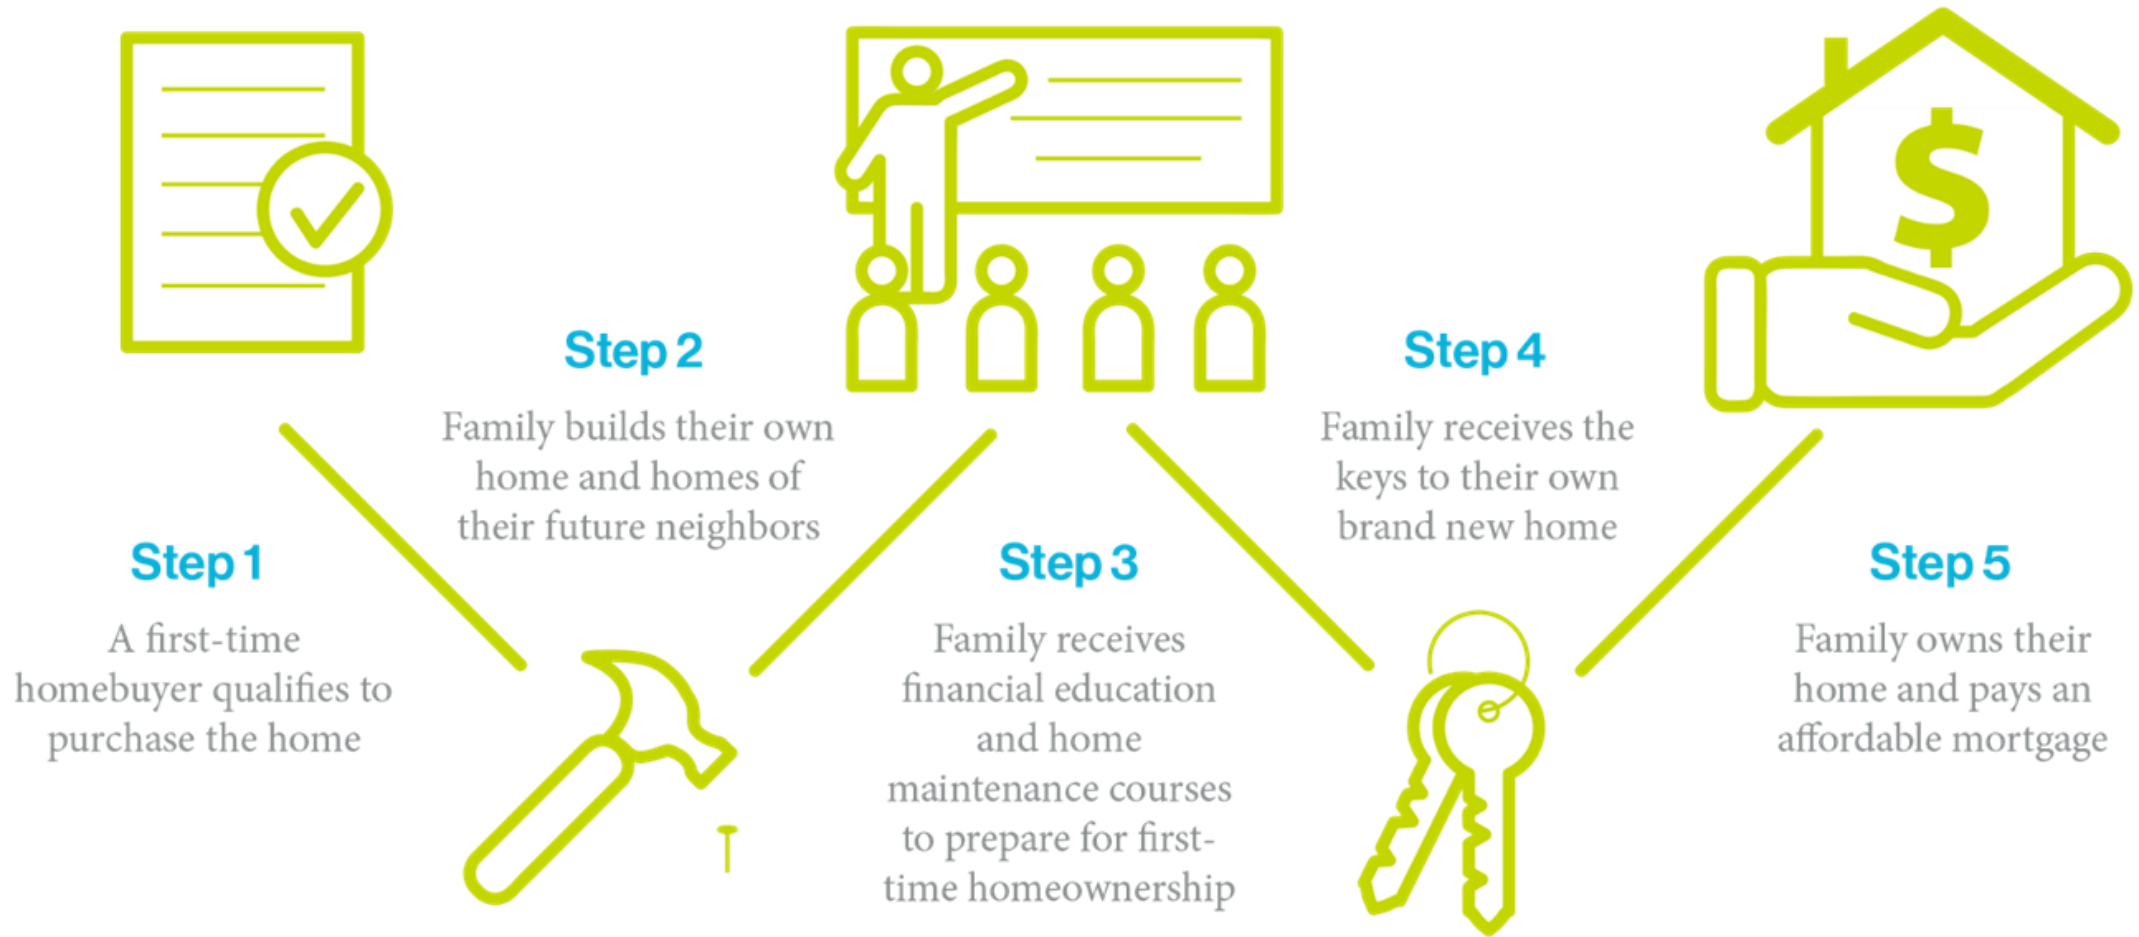 Step 1
A first-time
homebuyer qualifies to
purchase the home
Step 2
Family builds their own
home and homes of
their future neighbors
Step 3
Family receives
financial education
and home
maintenance courses
to prepare for first-
time homeownership
Step 4
Family receives the
keys to their own
brand new home
$
Step 5
Family owns their
home and pays an
affordable mortgage